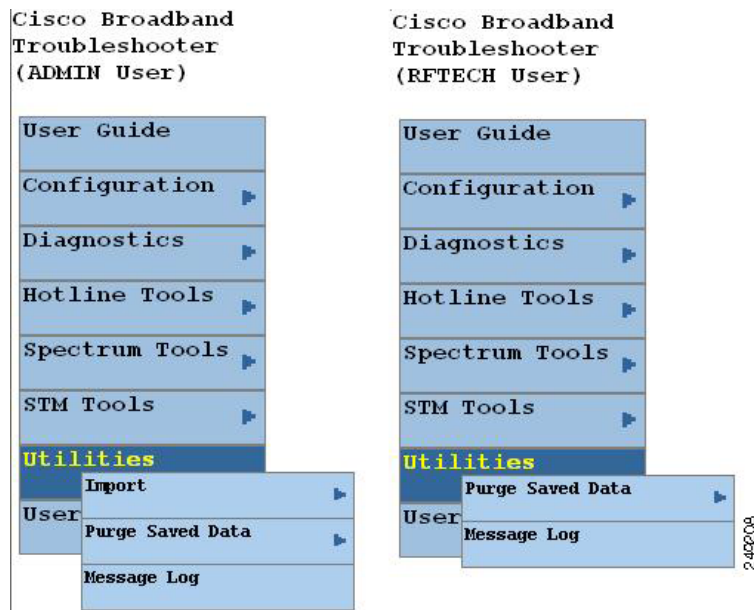 Cisco Broadband
Troubleshooter
(ADMIN User)
User Guide
Configuration
Diagnostics
Hotline Tools
Spectrum Tools
STM Tools
Utilities
Import
User
Purge Saved Data
Message Log
Cisco Broadband
Troubleshooter
(RFTECH User)
User Guide
Configuration
Diagnostics
Hotline Tools
Spectrum Tools
STM Tools
Utilities
Purge Saved Data
User
Message Log
249208